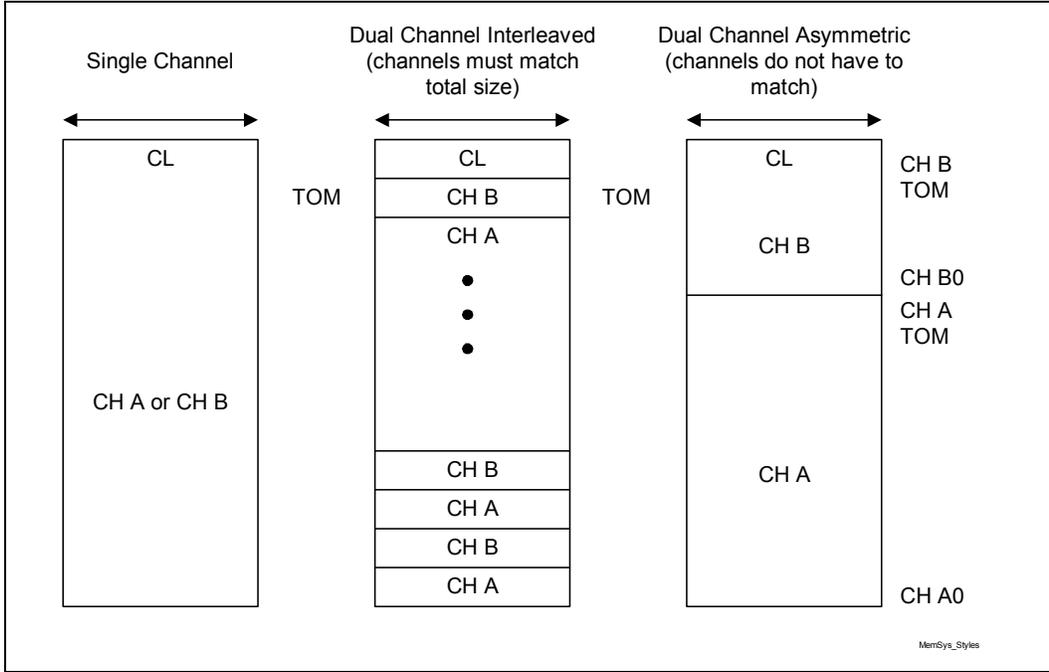 Single Channel
Dual Channel Interleaved
(channels must match
total size)
Dual Channel Asymmetric
(channels do not have to
match)
CL
CH A or CH B
TOM
CL
CH B
CH A
CH B
CH A
CH B
CH A
TOM
CL
CH B
CH A
CH B
TOM
CH B0
CH A
TOM
CH A0
MemSys_Styles